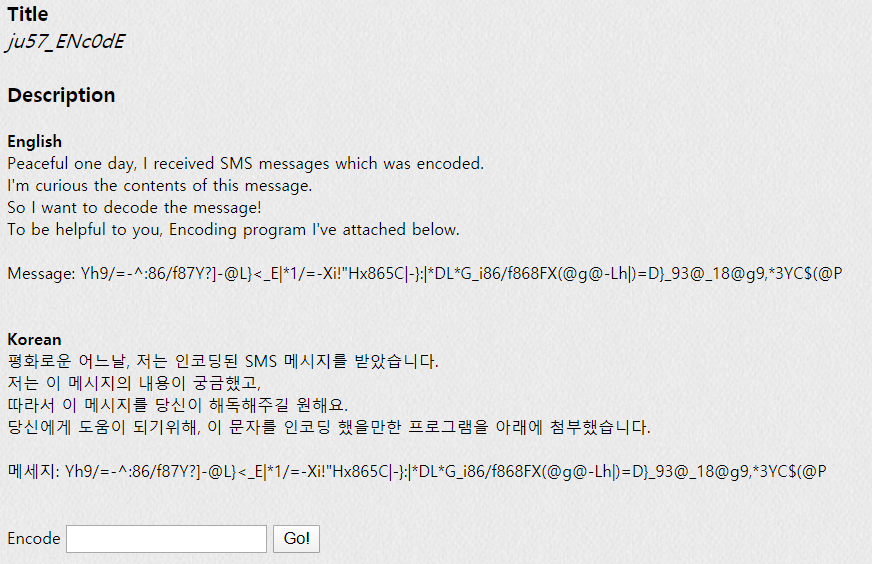 Title
ju57_ENc0dE
Description
English
Peaceful one day, I received SMS messages which was encoded.
I'm curious the contents of this message.
So I want to decode the message!
To be helpful to you, Encoding program I've attached below.
Message: Yh9/=-^:86/f87Y?]-@L}<_E|*1/=-Xi!"Hx865C|-}:|*DL*G_i86/f868FX(@g@-Lh|)=D}_93@_18@g9,*3YC$(@P
Korean
평화로운 어느날, 저는 인코딩된 SMS 메시지를 받았습니다.
저는 이 메시지의 내용이 궁금했고,
따라서 이 메시지를 당신이 해독해주길 원해요.
당신에게 도움이 되기위해, 이 문자를 인코딩 했을만한 프로그램을 아래에 첨부했습니다.
메세지: Yh9/=-^:86/f87Y?]-@L}<_E|*1/=-Xi!"Hx865C|-}:|*DL*G_i86/f868FX(@g@-Lh|)=D}_93@_18@g9,*3YC$(@P
Encode Go!